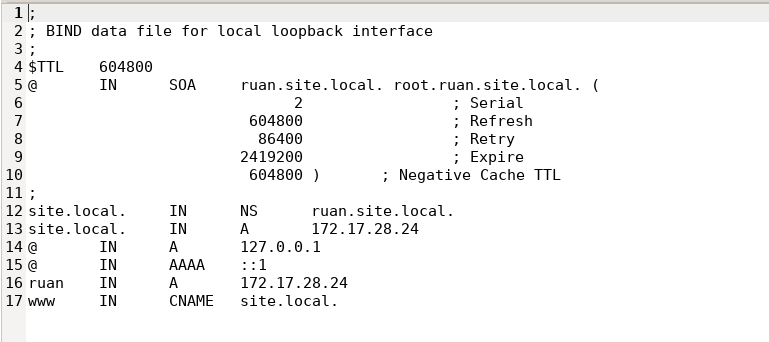 1 ;
2 ; BIND data file for local loopback interface
3 ;
4 $TTL 604800
5 @ IN SOA ruan.site.local. root.ruan.site.local. (
6 2 ; Serial
7 604800 ; Refresh
8 86400 ; Retry
9 2419200 ; Expire
10 604800 ) ; Negative Cache TTL
11 ;
12 site.local. IN NS ruan.site.local.
13 site.local. IN A 172.17.28.24
14 @ IN A 127.0.0.1
15 @ IN AAAA ::1
16 ruan IN A 172.17.28.24
17 www IN CNAME site.local.